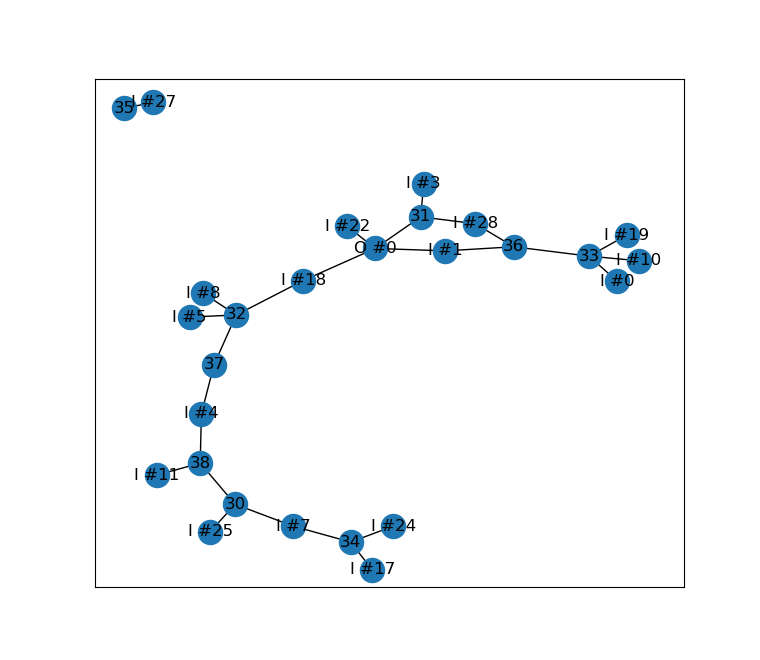 35
I #27
I #3
31
I #28
I #22
O #0
I #1
36
I #19
33
I #10
I #0
I #18
I #8
I #5
32
37
I #4
38
I #11
30
I #25
I #7
34
I #24
I #17